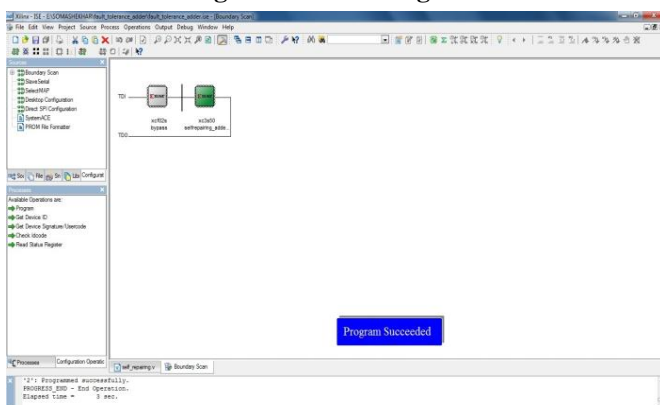 Xilinx - ISE - E:\SOMASHEKHAR\fault_tolerance_adder\fault_tolerance_adder.ise - [Boundary Scan]
File Edit View Project Source Process Operations Output Debug Window Help
Sources
Boundary Scan
SlaveSerial
SelectMAP
Desktop Configuration
Direct SPI Configuration
SystemACE
PROM File Formatter
TDI
TDO
xcf02s
bypass
xc3s50
selfrepairing_adde...
Configurat
Processes
Available Operations are:
Program
Get Device ID
Get Device Signature/Usercode
Check Idcode
Read Status Register
Program Succeeded
Processes
Configuration Operatic
self_repairing.v
Boundary Scan
'2': Programmed successfully.
PROGRESS_END - End Operation.
Elapsed time = 3 sec.